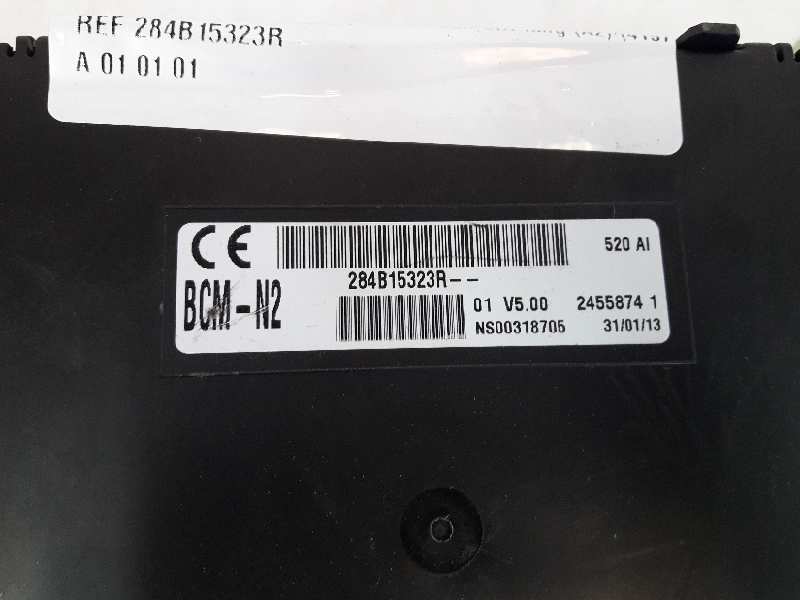 REF 284B15323R
A 01 01 01
CE
520 AI
284B15323R--
BCM-N2
01 V5.00 2455874 1
NS00318706 31/01/13